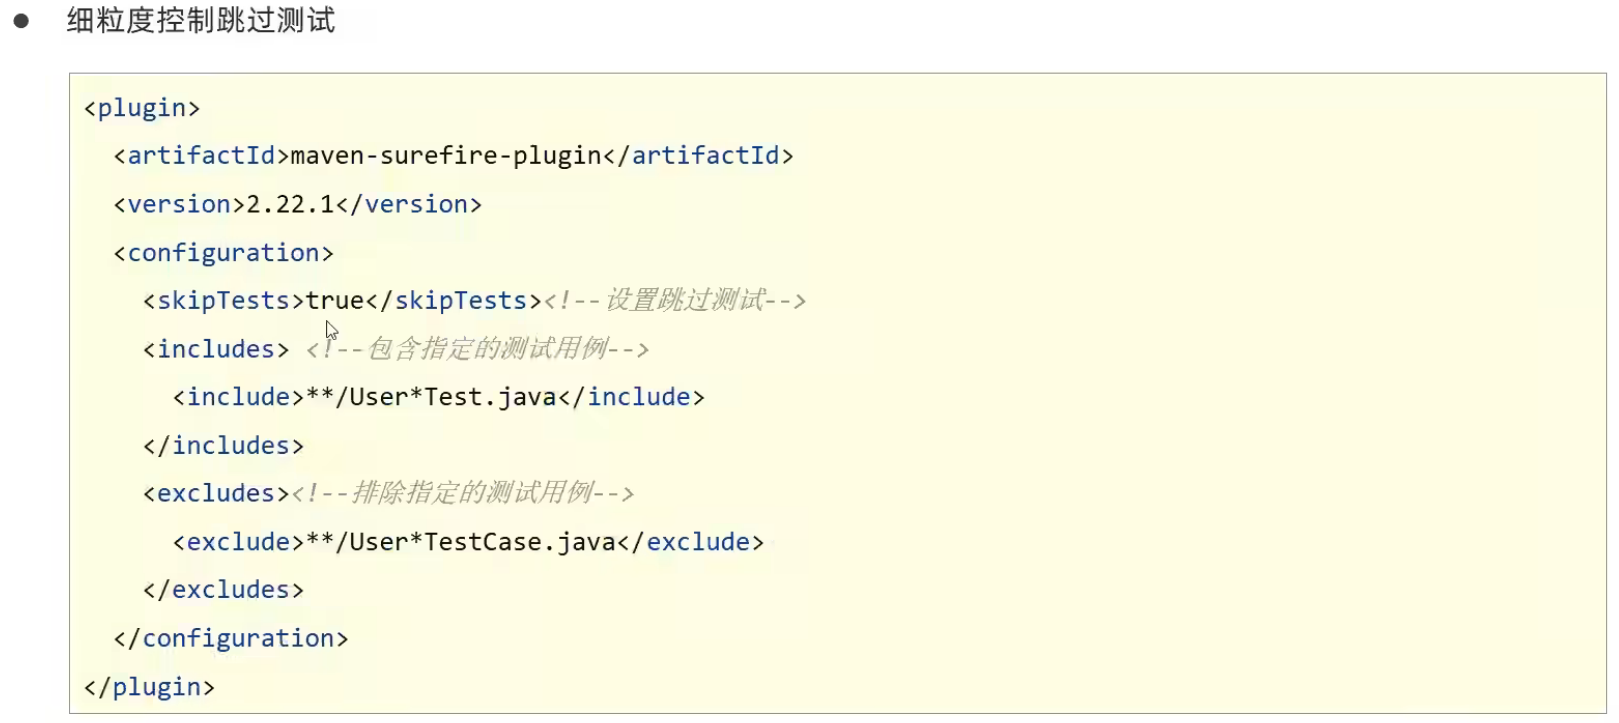 ● 细粒度控制跳过测试
<plugin>
<artifactId>maven-surefire-plugin</artifactId>
<version>2.22.1</version>
<configuration>
<skipTests>true</skipTests><!--设置跳过测试-->
<includes> <!--包含指定的测试用例-->
<include>**/User*Test.java</include>
</includes>
<excludes><!--排除指定的测试用例-->
<exclude>**/User*TestCase.java</exclude>
</excludes>
</configuration>
</plugin>